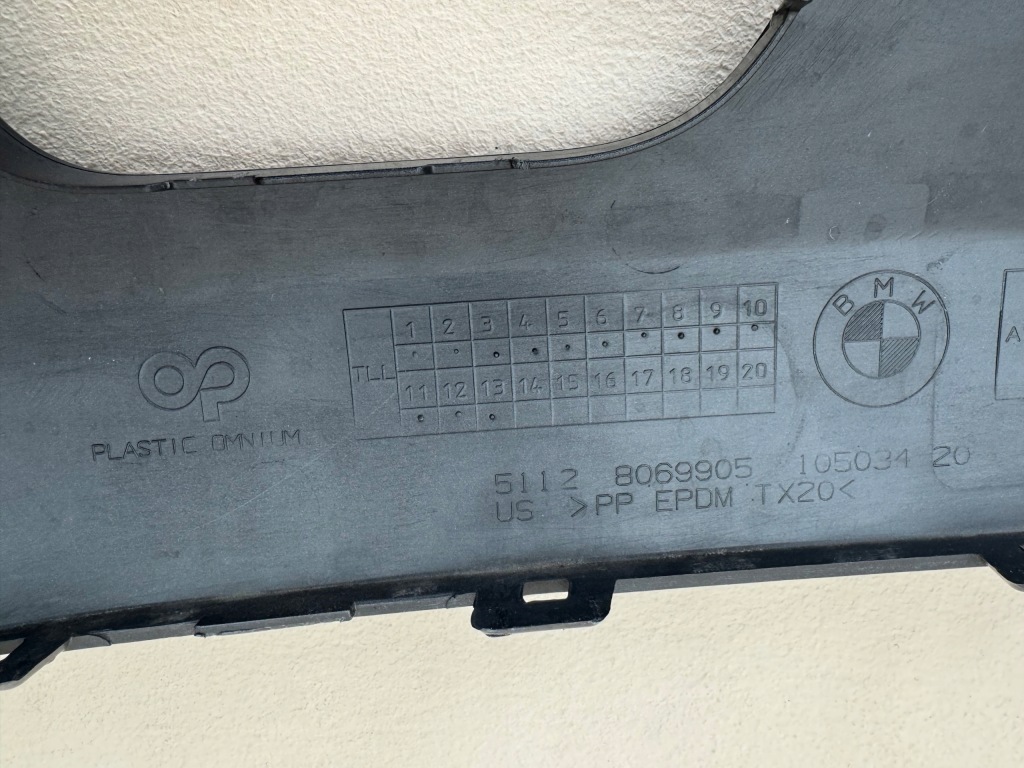 1 2 3 4 5 6 7 8 9 10
TLL
11 12 13 14 15 16 17 18 19 20
BMW
A
OP
PLASTIC OMNIUM
5112 8069905 105034 20
US >PP EPDM TX20<